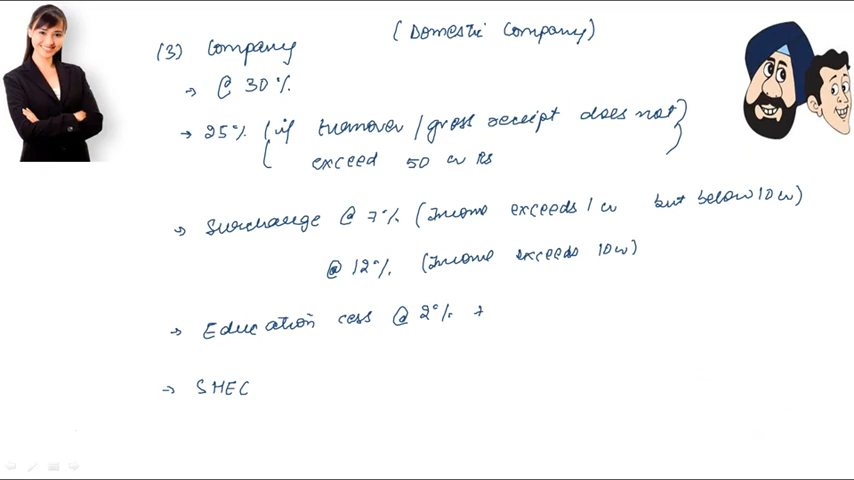 (3) Company (Domestic Company)
→ @ 30%
→ 25% (if turnover / gross receipt does not
exceed 50 cr Rs)
→ Surcharge @ 7% (Income exceeds 1 cr but below 10 cr)
@ 12% (Income exceeds 10 cr)
→ Education cess @ 2%
→ SHEC